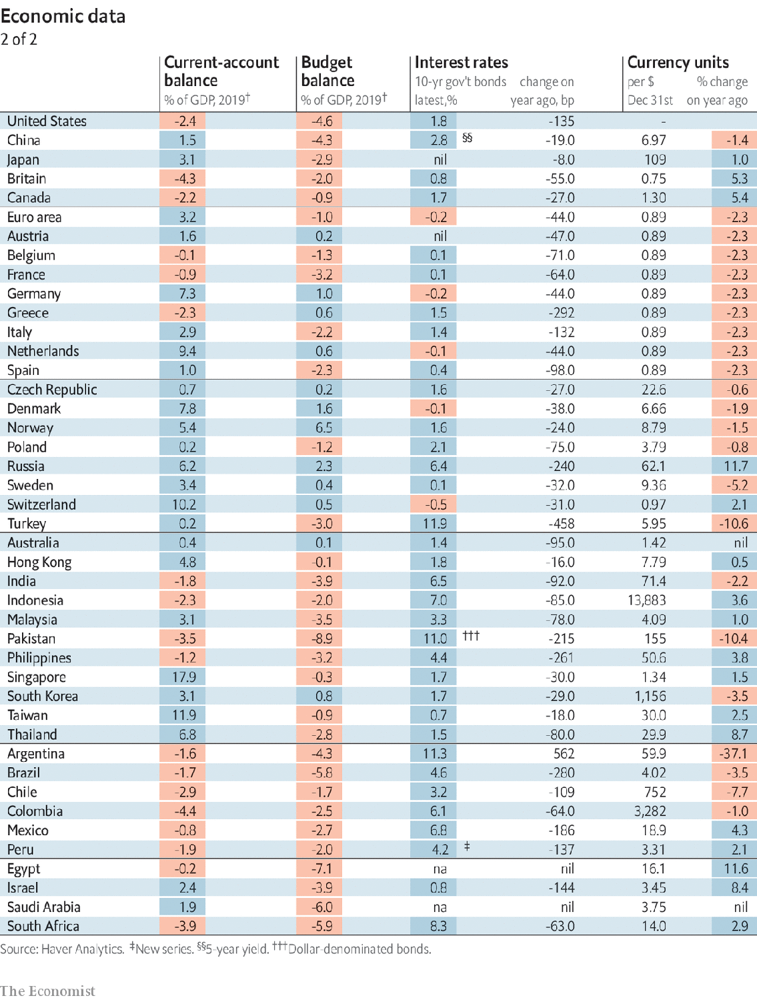 Economic data
2 of 2
Current-account balance Budget balance Interest rates Currency units
% of GDP, 2019† % of GDP, 2019† 10-yr gov't bonds latest,% change on year ago, bp per $ Dec 31st % change on year ago
United States -2.4 -4.6 1.8 -135 -
China 1.5 -4.3 2.8 §§ -19.0 6.97 -1.4
Japan 3.1 -2.9 nil -8.0 109 1.0
Britain -4.3 -2.0 0.8 -55.0 0.75 5.3
Canada -2.2 -0.9 1.7 -27.0 1.30 5.4
Euro area 3.2 -1.0 -0.2 -44.0 0.89 -2.3
Austria 1.6 0.2 nil -47.0 0.89 -2.3
Belgium -0.1 -1.3 0.1 -71.0 0.89 -2.3
France -0.9 -3.2 0.1 -64.0 0.89 -2.3
Germany 7.3 1.0 -0.2 -44.0 0.89 -2.3
Greece -2.3 0.6 1.5 -292 0.89 -2.3
Italy 2.9 -2.2 1.4 -132 0.89 -2.3
Netherlands 9.4 0.6 -0.1 -44.0 0.89 -2.3
Spain 1.0 -2.3 0.4 -98.0 0.89 -2.3
Czech Republic 0.7 0.2 1.6 -27.0 22.6 -0.6
Denmark 7.8 1.6 -0.1 -38.0 6.66 -1.9
Norway 5.4 6.5 1.6 -24.0 8.79 -1.5
Poland 0.2 -1.2 2.1 -75.0 3.79 -0.8
Russia 6.2 2.3 6.4 -240 62.1 11.7
Sweden 3.4 0.4 0.1 -32.0 9.36 -5.2
Switzerland 10.2 0.5 -0.5 -31.0 0.97 2.1
Turkey 0.2 -3.0 11.9 -458 5.95 -10.6
Australia 0.4 0.1 1.4 -95.0 1.42 nil
Hong Kong 4.8 -0.1 1.8 -16.0 7.79 0.5
India -1.8 -3.9 6.5 -92.0 71.4 -2.2
Indonesia -2.3 -2.0 7.0 -85.0 13,883 3.6
Malaysia 3.1 -3.5 3.3 -78.0 4.09 1.0
Pakistan -3.5 -8.9 11.0 ††† -215 155 -10.4
Philippines -1.2 -3.2 4.4 -261 50.6 3.8
Singapore 17.9 -0.3 1.7 -30.0 1.34 1.5
South Korea 3.1 0.8 1.7 -29.0 1,156 -3.5
Taiwan 11.9 -0.9 0.7 -18.0 30.0 2.5
Thailand 6.8 -2.8 1.5 -80.0 29.9 8.7
Argentina -1.6 -4.3 11.3 562 59.9 -37.1
Brazil -1.7 -5.8 4.6 -280 4.02 -3.5
Chile -2.9 -1.7 3.2 -109 752 -7.7
Colombia -4.4 -2.5 6.1 -64.0 3,282 -1.0
Mexico -0.8 -2.7 6.8 -186 18.9 4.3
Peru -1.9 -2.0 4.2 ‡ -137 3.31 2.1
Egypt -0.2 -7.1 na nil 16.1 11.6
Israel 2.4 -3.9 0.8 -144 3.45 8.4
Saudi Arabia 1.9 -6.0 na nil 3.75 nil
South Africa -3.9 -5.9 8.3 -63.0 14.0 2.9
Source: Haver Analytics. ‡New series. §§5-year yield. †††Dollar-denominated bonds.
The Economist